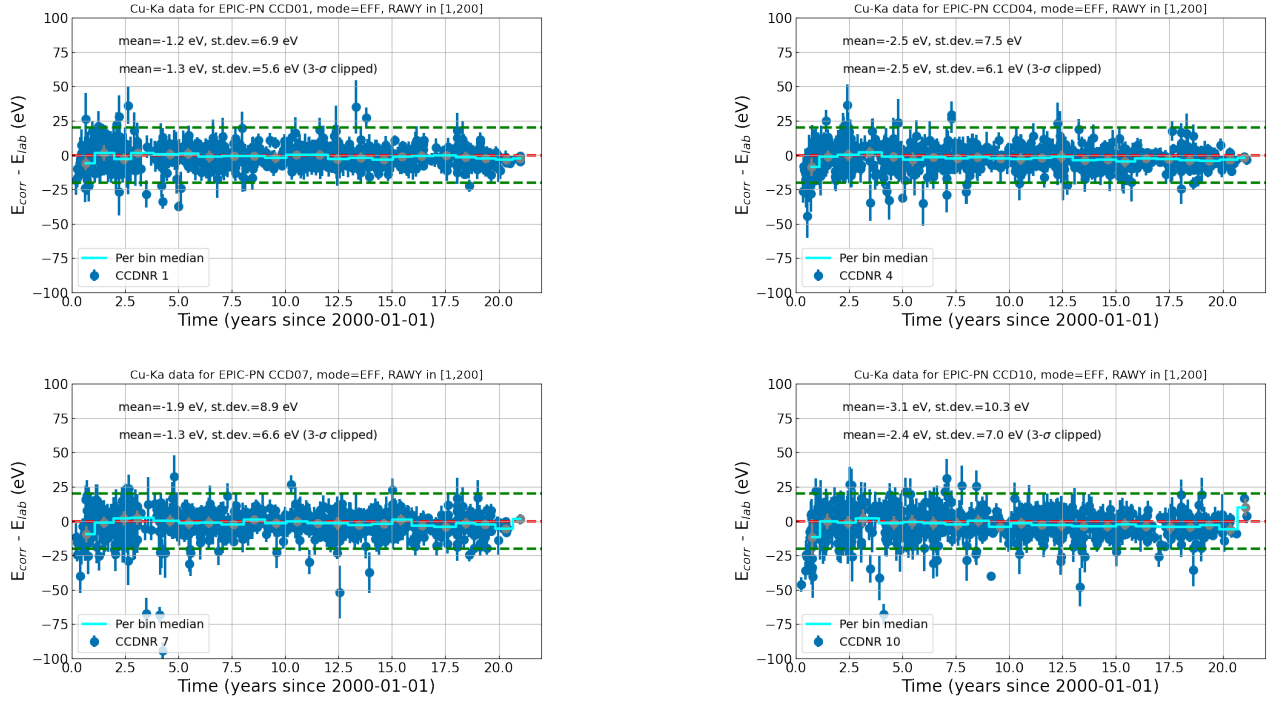 Cu-Ka data for EPIC-PN CCD01, mode=EFF, RAWY in [1,200]
100
75
50
25
0
−25
−50
−75
−100
E_corr - E_lab (eV)
mean=-1.2 eV, st.dev.=6.9 eV
mean=-1.3 eV, st.dev.=5.6 eV (3-σ clipped)
Per bin median
CCDNR 1
0.0 2.5 5.0 7.5 10.0 12.5 15.0 17.5 20.0
Time (years since 2000-01-01)
Cu-Ka data for EPIC-PN CCD04, mode=EFF, RAWY in [1,200]
100
75
50
25
0
−25
−50
−75
−100
E_corr - E_lab (eV)
mean=-2.5 eV, st.dev.=7.5 eV
mean=-2.5 eV, st.dev.=6.1 eV (3-σ clipped)
Per bin median
CCDNR 4
0.0 2.5 5.0 7.5 10.0 12.5 15.0 17.5 20.0
Time (years since 2000-01-01)
Cu-Ka data for EPIC-PN CCD07, mode=EFF, RAWY in [1,200]
100
75
50
25
0
−25
−50
−75
−100
E_corr - E_lab (eV)
mean=-1.9 eV, st.dev.=8.9 eV
mean=-1.3 eV, st.dev.=6.6 eV (3-σ clipped)
Per bin median
CCDNR 7
0.0 2.5 5.0 7.5 10.0 12.5 15.0 17.5 20.0
Time (years since 2000-01-01)
Cu-Ka data for EPIC-PN CCD10, mode=EFF, RAWY in [1,200]
100
75
50
25
0
−25
−50
−75
−100
E_corr - E_lab (eV)
mean=-3.1 eV, st.dev.=10.3 eV
mean=-2.4 eV, st.dev.=7.0 eV (3-σ clipped)
Per bin median
CCDNR 10
0.0 2.5 5.0 7.5 10.0 12.5 15.0 17.5 20.0
Time (years since 2000-01-01)